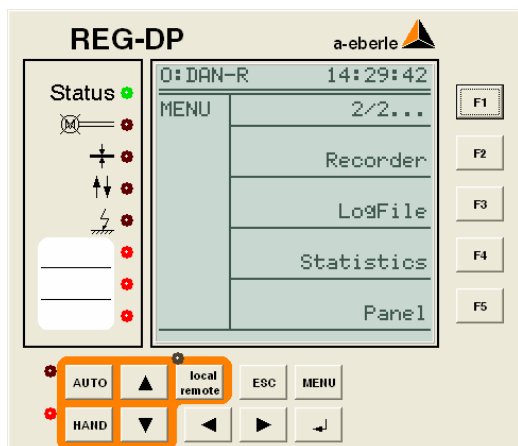 REG-DP
a-eberle
Status
M
O:DAN-R 14:29:42
MENU 2/2...
Recorder
LogFile
Statistics
Panel
F1
F2
F3
F4
F5
AUTO
local
remote
ESC
MENU
HAND